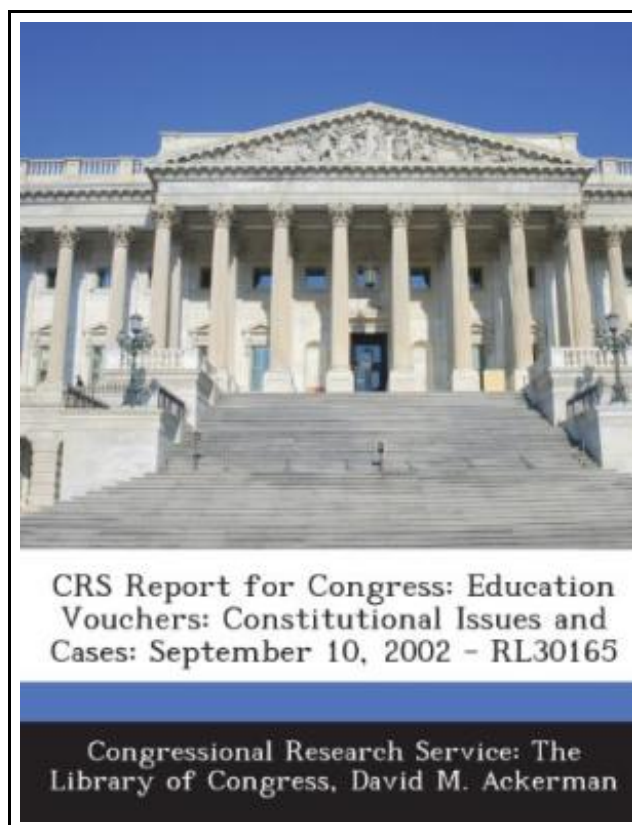 CRS Report for Congress: Education
Vouchers: Constitutional Issues and
Cases: September 10, 2002 - RL30165
Congressional Research Service: The
Library of Congress, David M. Ackerman